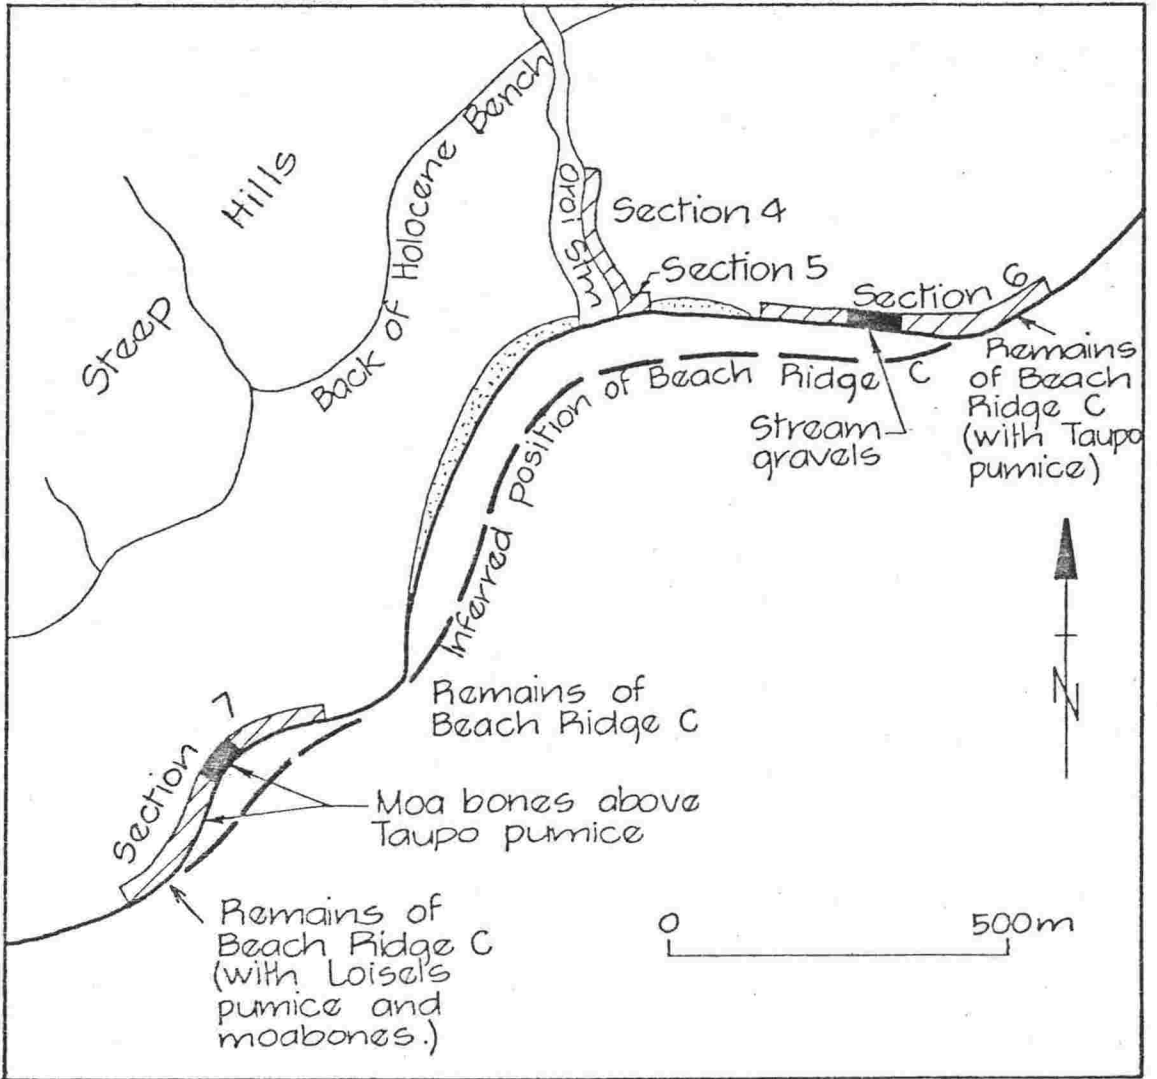 Hills
Steep
Back of Holocene Bench
Oroi Stm
Section 4
Section 5
Section 6
Remains
of Beach
Ridge C
(with Taupo
pumice)
Inferred position of Beach Ridge C
Stream
gravels
N
Remains of
Beach Ridge C
Section 7
Moa bones above
Taupo pumice
Remains of
Beach Ridge C
(with Loisel's
pumice and
moabones.)
0 500m